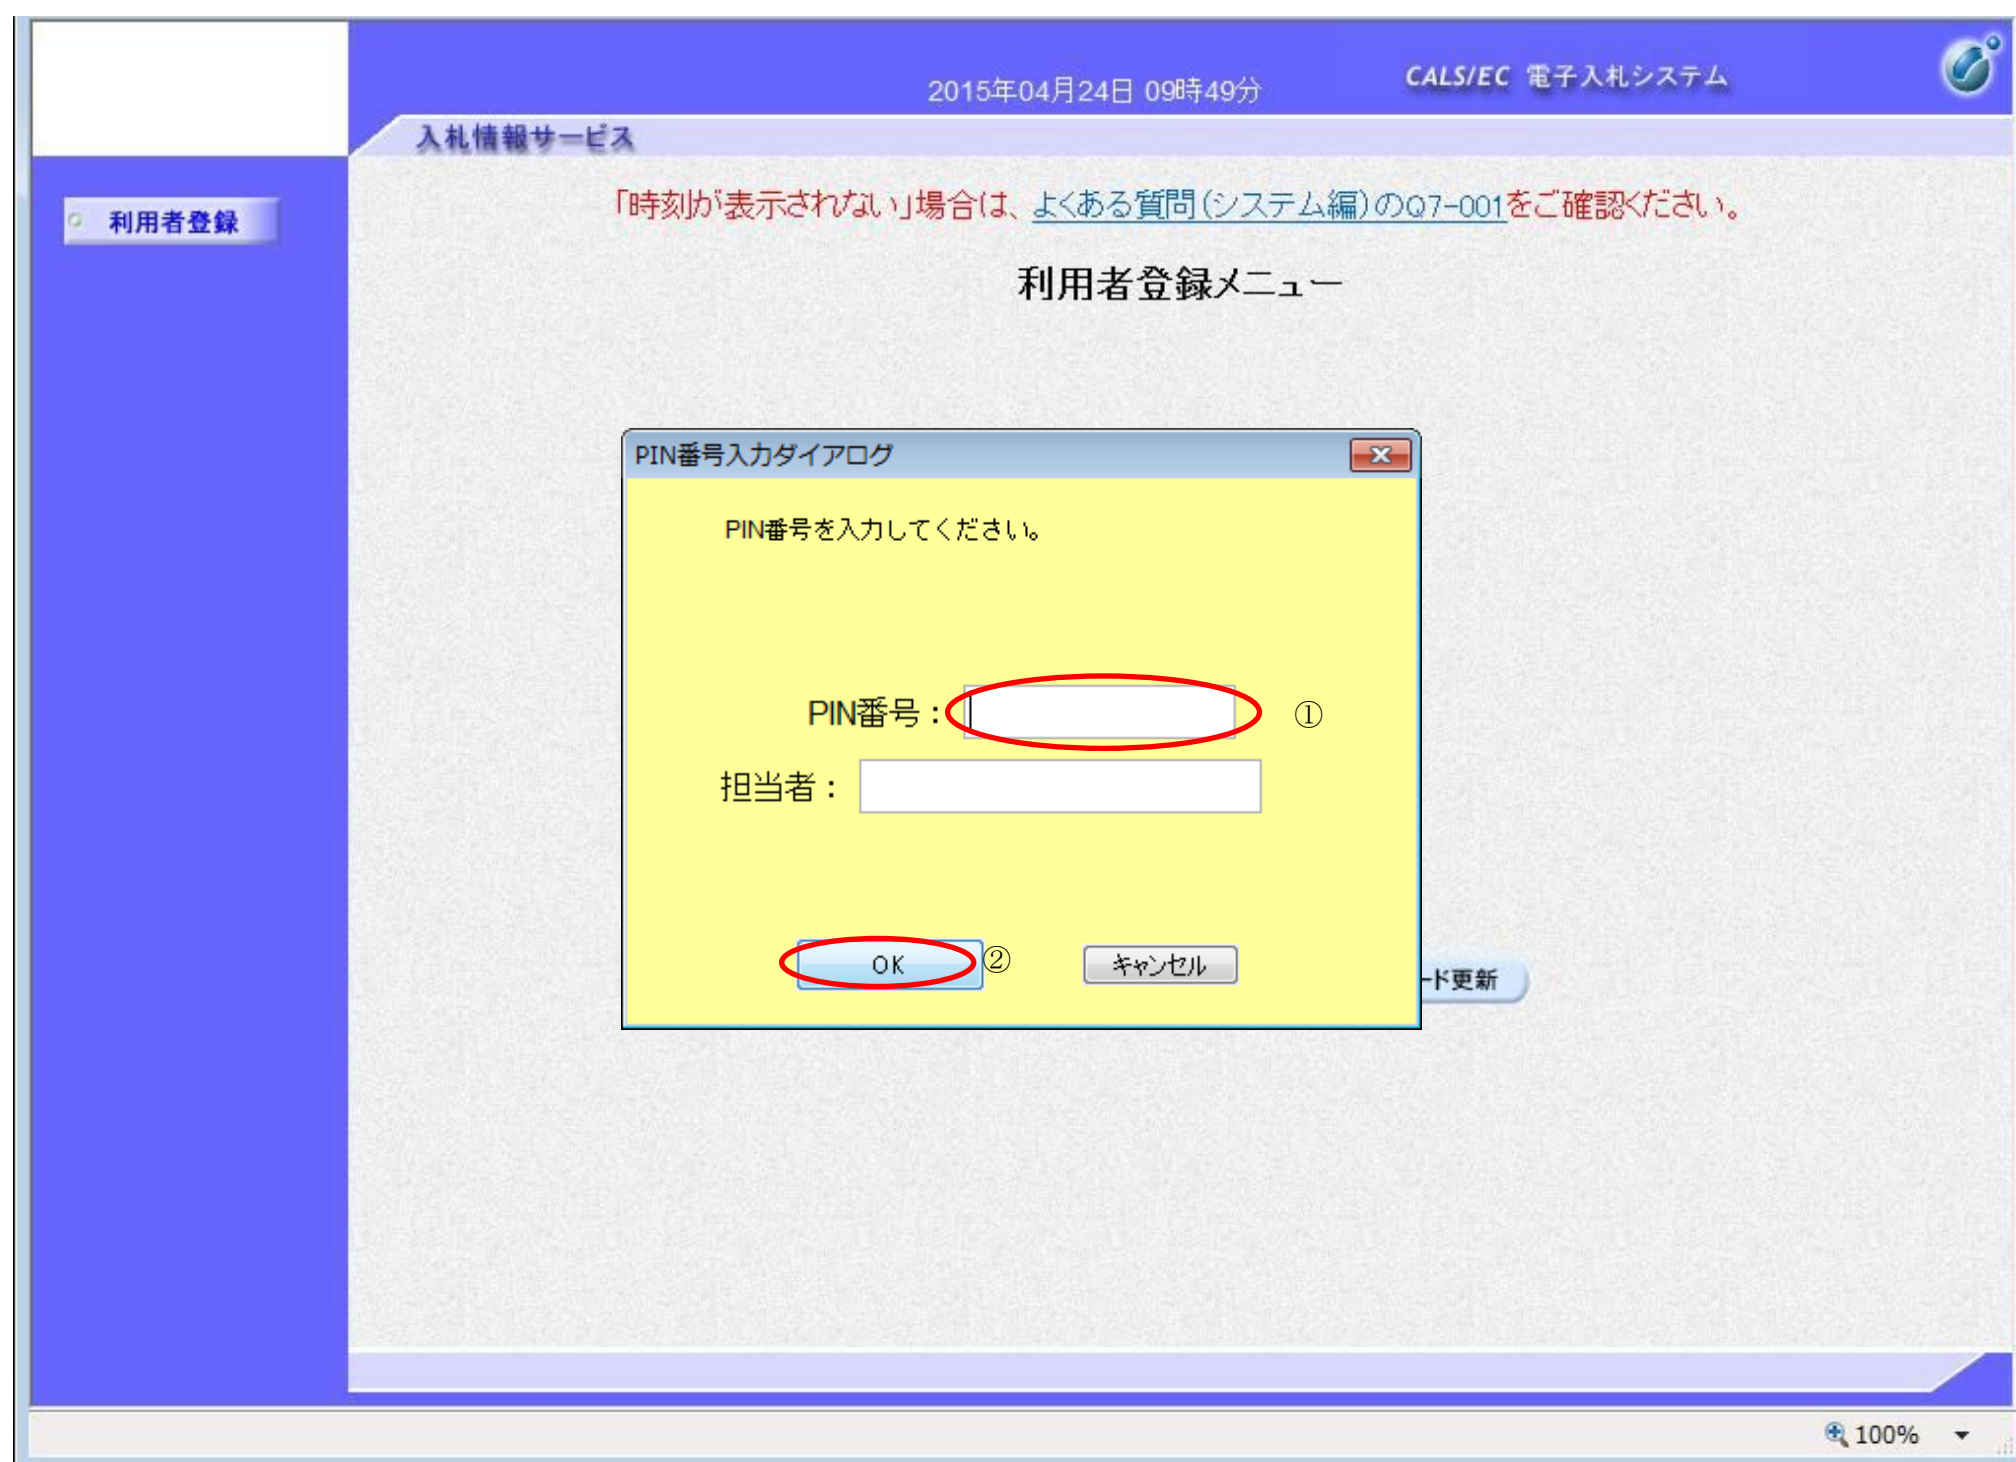 2015年04月24日 09時49分
CALS/EC 電子入札システム
入札情報サービス
利用者登録
「時刻が表示されない」場合は、よくある質問(システム編)のQ7-001をご確認ください。
利用者登録メニュー
PIN番号入力ダイアログ
PIN番号を入力してください。
PIN番号： ①
担当者：
OK ② キャンセル
ード更新
100%